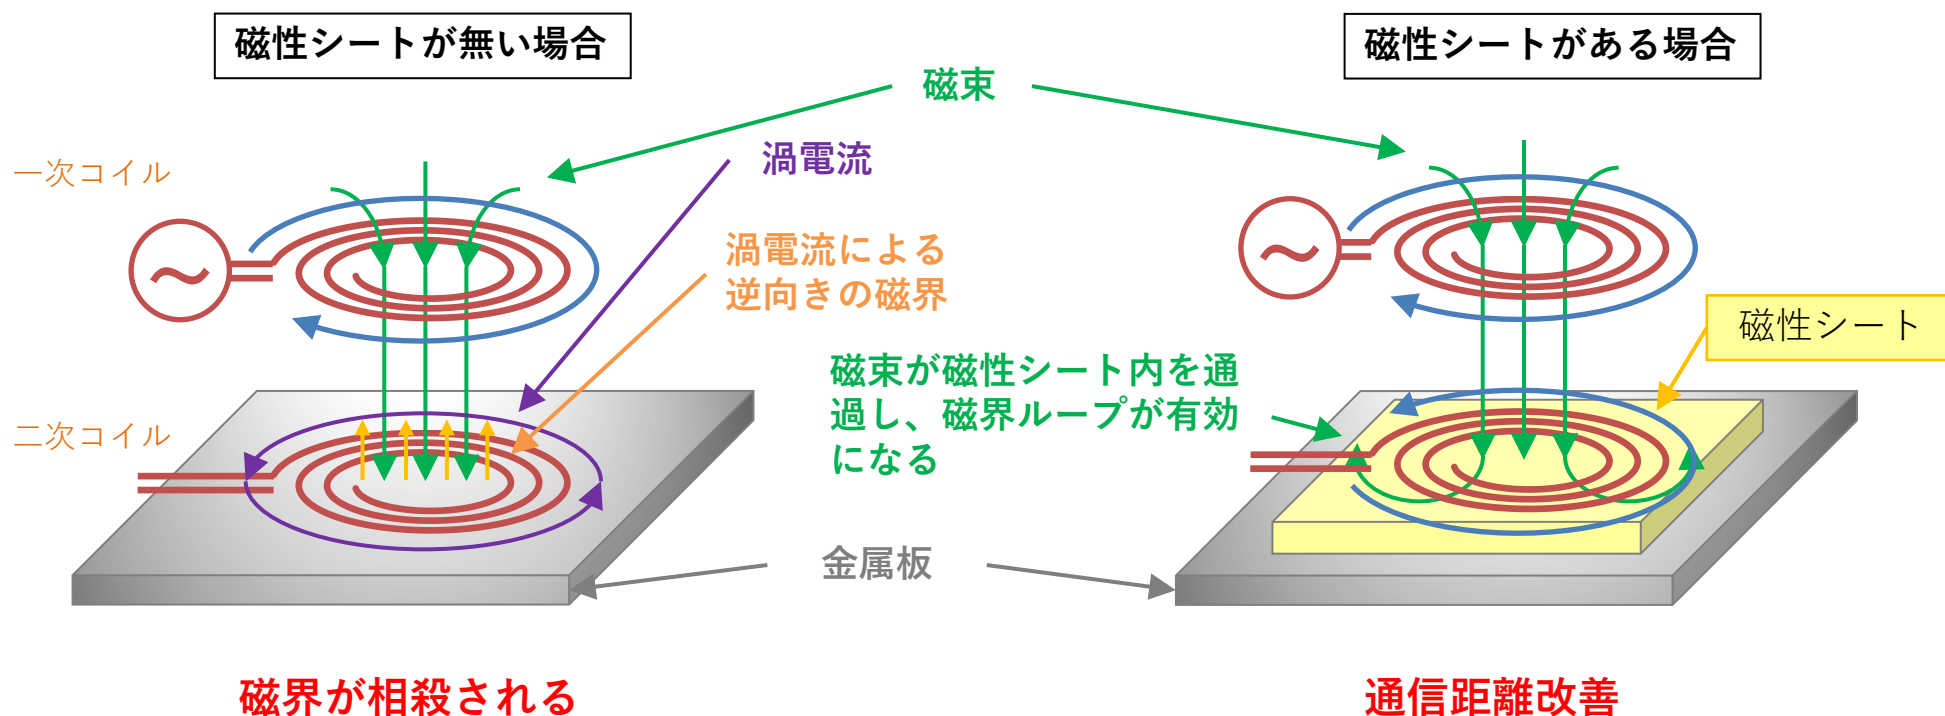 磁性シートが無い場合
磁性シートがある場合
磁束
渦電流
一次コイル
渦電流による
逆向きの磁界
磁性シート
磁束が磁性シート内を通
過し、磁界ループが有効
になる
二次コイル
金属板
磁界が相殺される
通信距離改善